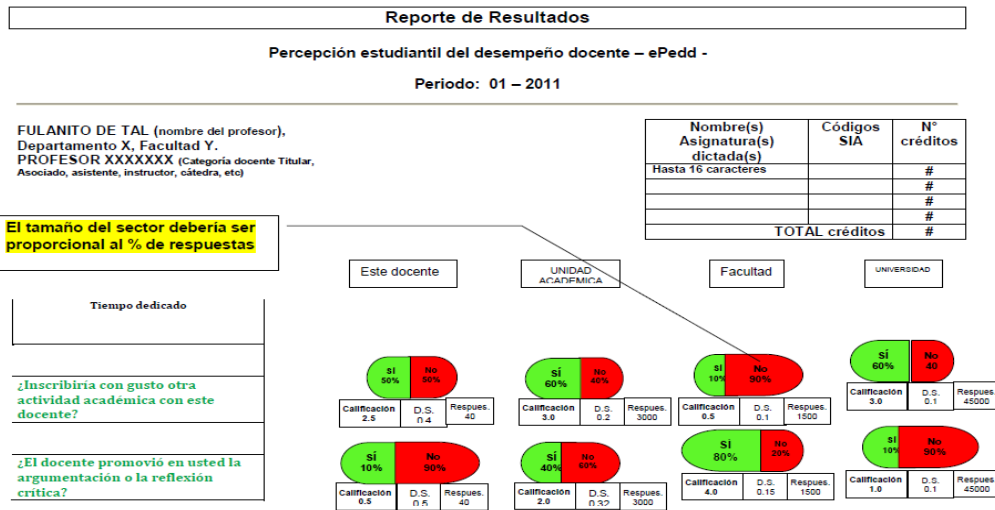 Reporte de Resultados
Percepción estudiantil del desempeño docente – ePedd -
Periodo: 01 – 2011
FULANITO DE TAL (nombre del profesor),
Departamento X, Facultad Y.
PROFESOR XXXXXXX (Categoría docente Titular,
Asociado, asistente, instructor, cátedra, etc)
Nombre(s) Asignatura(s) dictada(s) Códigos SIA N° créditos
Hasta 16 caracteres #
#
#
#
TOTAL créditos #
El tamaño del sector debería ser
proporcional al % de respuestas
Este docente UNIDAD ACADEMICA Facultad UNIVERSIDAD
Tiempo dedicado
¿Inscribiría con gusto otra
actividad académica con este
docente?
sí 50% No 50% sí 60% No 40% sí 10% No 90% sí 60% No 40
Calificación 2.5 D.S. 0.4 Respues. 40 Calificación 3.0 D.S. 0.2 Respues. 3000 Calificación 0.5 D.S. 0.1 Respues. 1500 Calificación 3.0 D.S. 0.1 Respues. 45000
¿El docente promovió en usted la
argumentación o la reflexión
crítica?
sí 10% No 90% sí 40% No 60% sí 80% No 20% sí 10% No 90%
Calificación 0.5 D.S. 0.5 Respues. 40 Calificación 2.0 D.S. 0.32 Respues. 3000 Calificación 4.0 D.S. 0.15 Respues. 1500 Calificación 1.0 D.S. 0.1 Respues. 45000